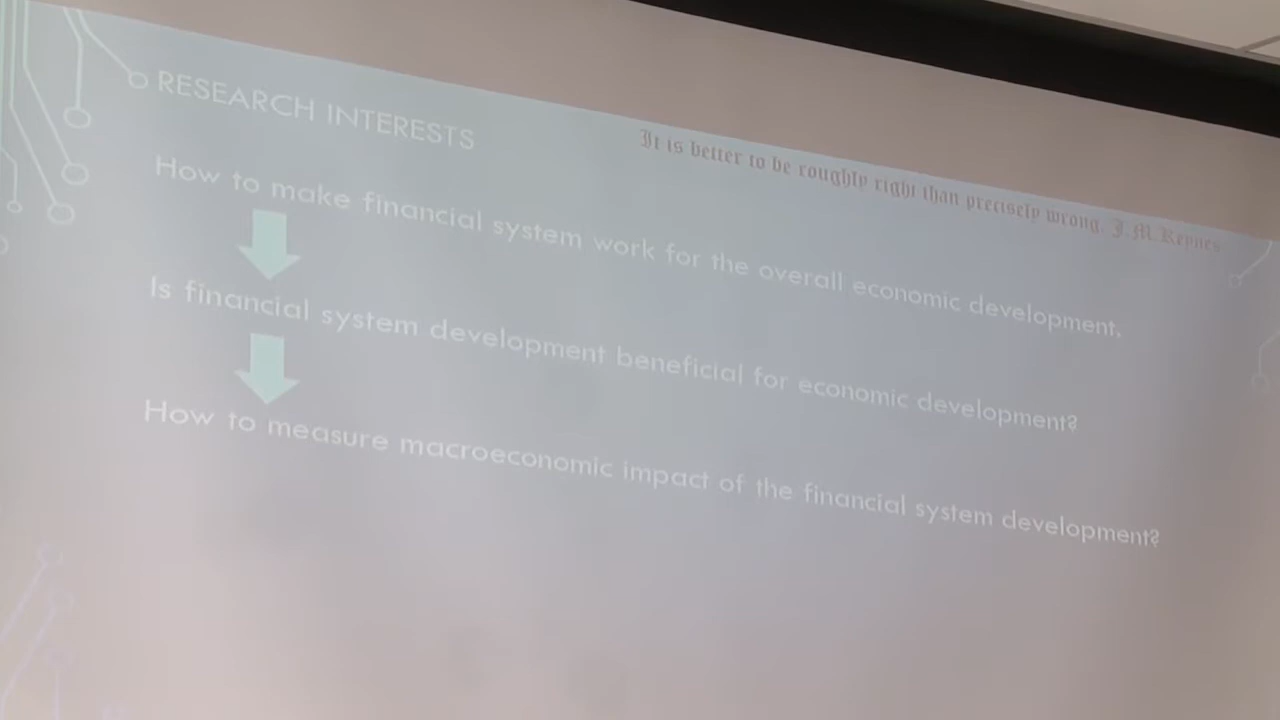 RESEARCH INTERESTS
It is better to be roughly right than precisely wrong. J.M.Keynes
How to make financial system work for the overall economic development.
Is financial system development beneficial for economic development?
How to measure macroeconomic impact of the financial system development?